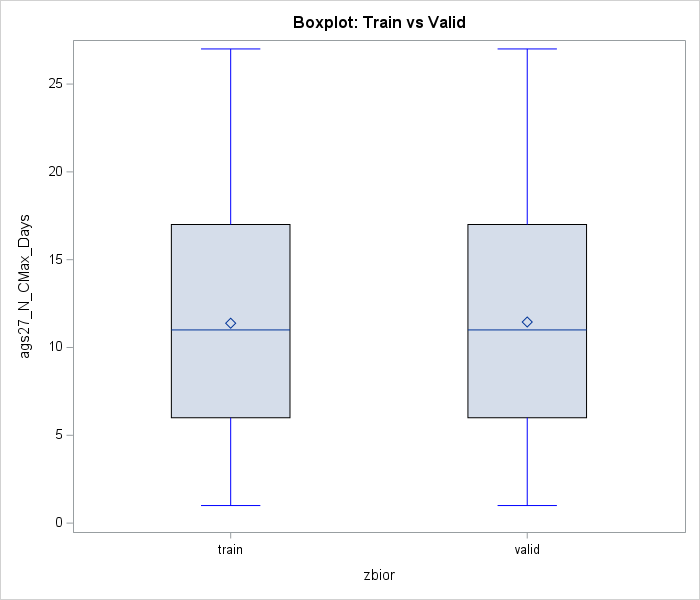 Boxplot: Train vs Valid
ags27_N_CMax_Days
25
20
15
10
5
0
train
valid
zbior